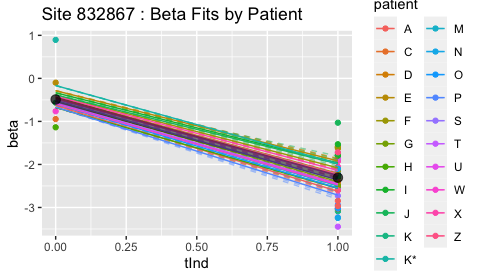 Site 832867 : Beta Fits by Patient
patient
A
C
D
E
F
G
H
I
J
K
K*
M
N
O
P
S
T
U
W
X
Z
1
0
-1
-2
-3
beta
0.00 0.25 0.50 0.75 1.00
tInd